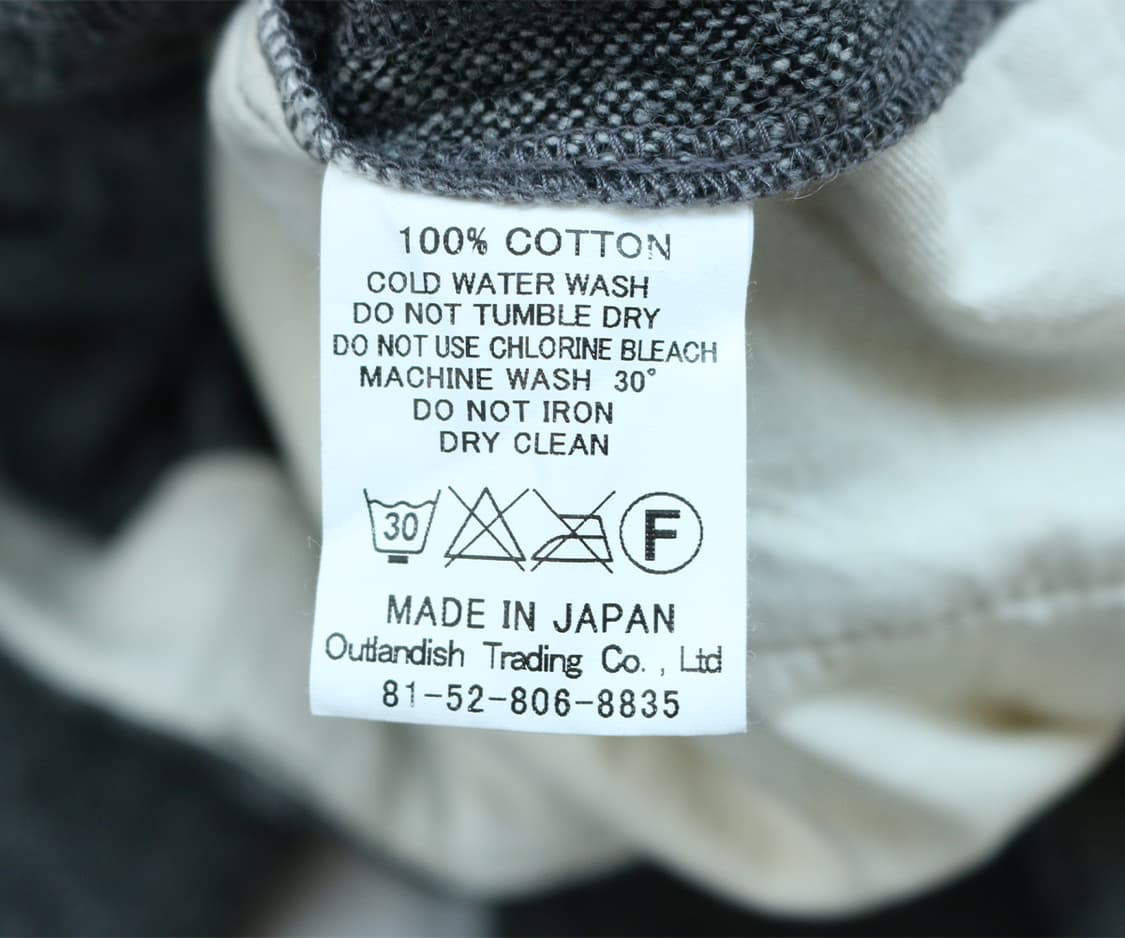 100% COTTON
COLD WATER WASH
DO NOT TUMBLE DRY
DO NOT USE CHLORINE BLEACH
MACHINE WASH 30°
DO NOT IRON
DRY CLEAN
30 F
MADE IN JAPAN
Outlandish Trading Co. , Ltd
81-52-806-8835